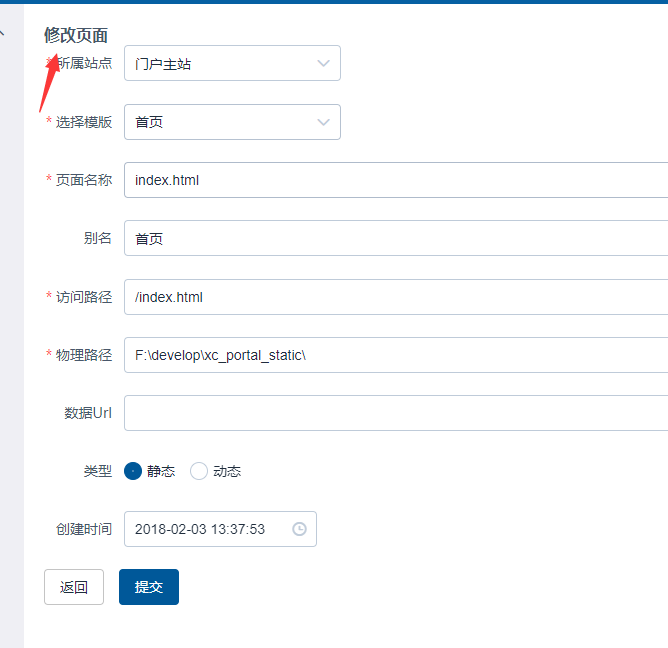 修改页面
* 所属站点 门户主站
* 选择模版 首页
* 页面名称 index.html
别名 首页
* 访问路径 /index.html
* 物理路径 F:\develop\xc_portal_static\
数据Url
类型 静态 动态
创建时间 2018-02-03 13:37:53
返回 提交